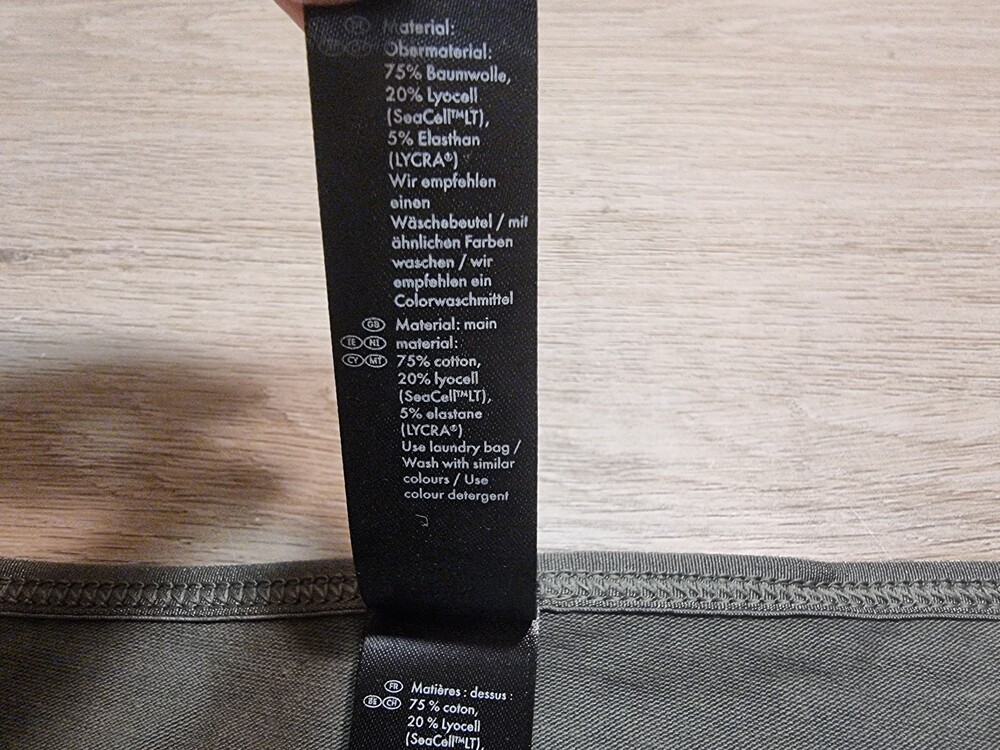 Material:
Obermaterial:
75% Baumwolle,
20% Lyocell
(SeaCell™LT),
5% Elasthan
(LYCRA®)
Wir empfehlen
einen
Wäschebeutel / mit
ähnlichen Farben
waschen / wir
empfehlen ein
Colorwaschmittel
GB Material: main
IE NI material:
CY MT 75% cotton,
20% lyocell
(SeaCell™LT),
5% elastane
(LYCRA®)
Use laundry bag /
Wash with similar
colours / Use
colour detergent
FR Matières : dessus :
BE CH 75 % coton,
20 % Lyocell
(SeaCell™LT),